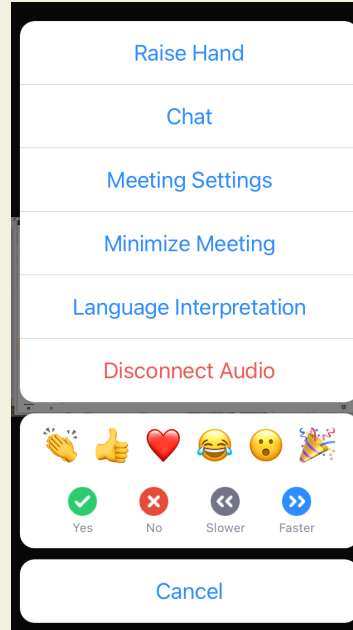 Raise Hand
Chat
Meeting Settings
Minimize Meeting
Language Interpretation
Disconnect Audio
Yes No Slower Faster
Cancel